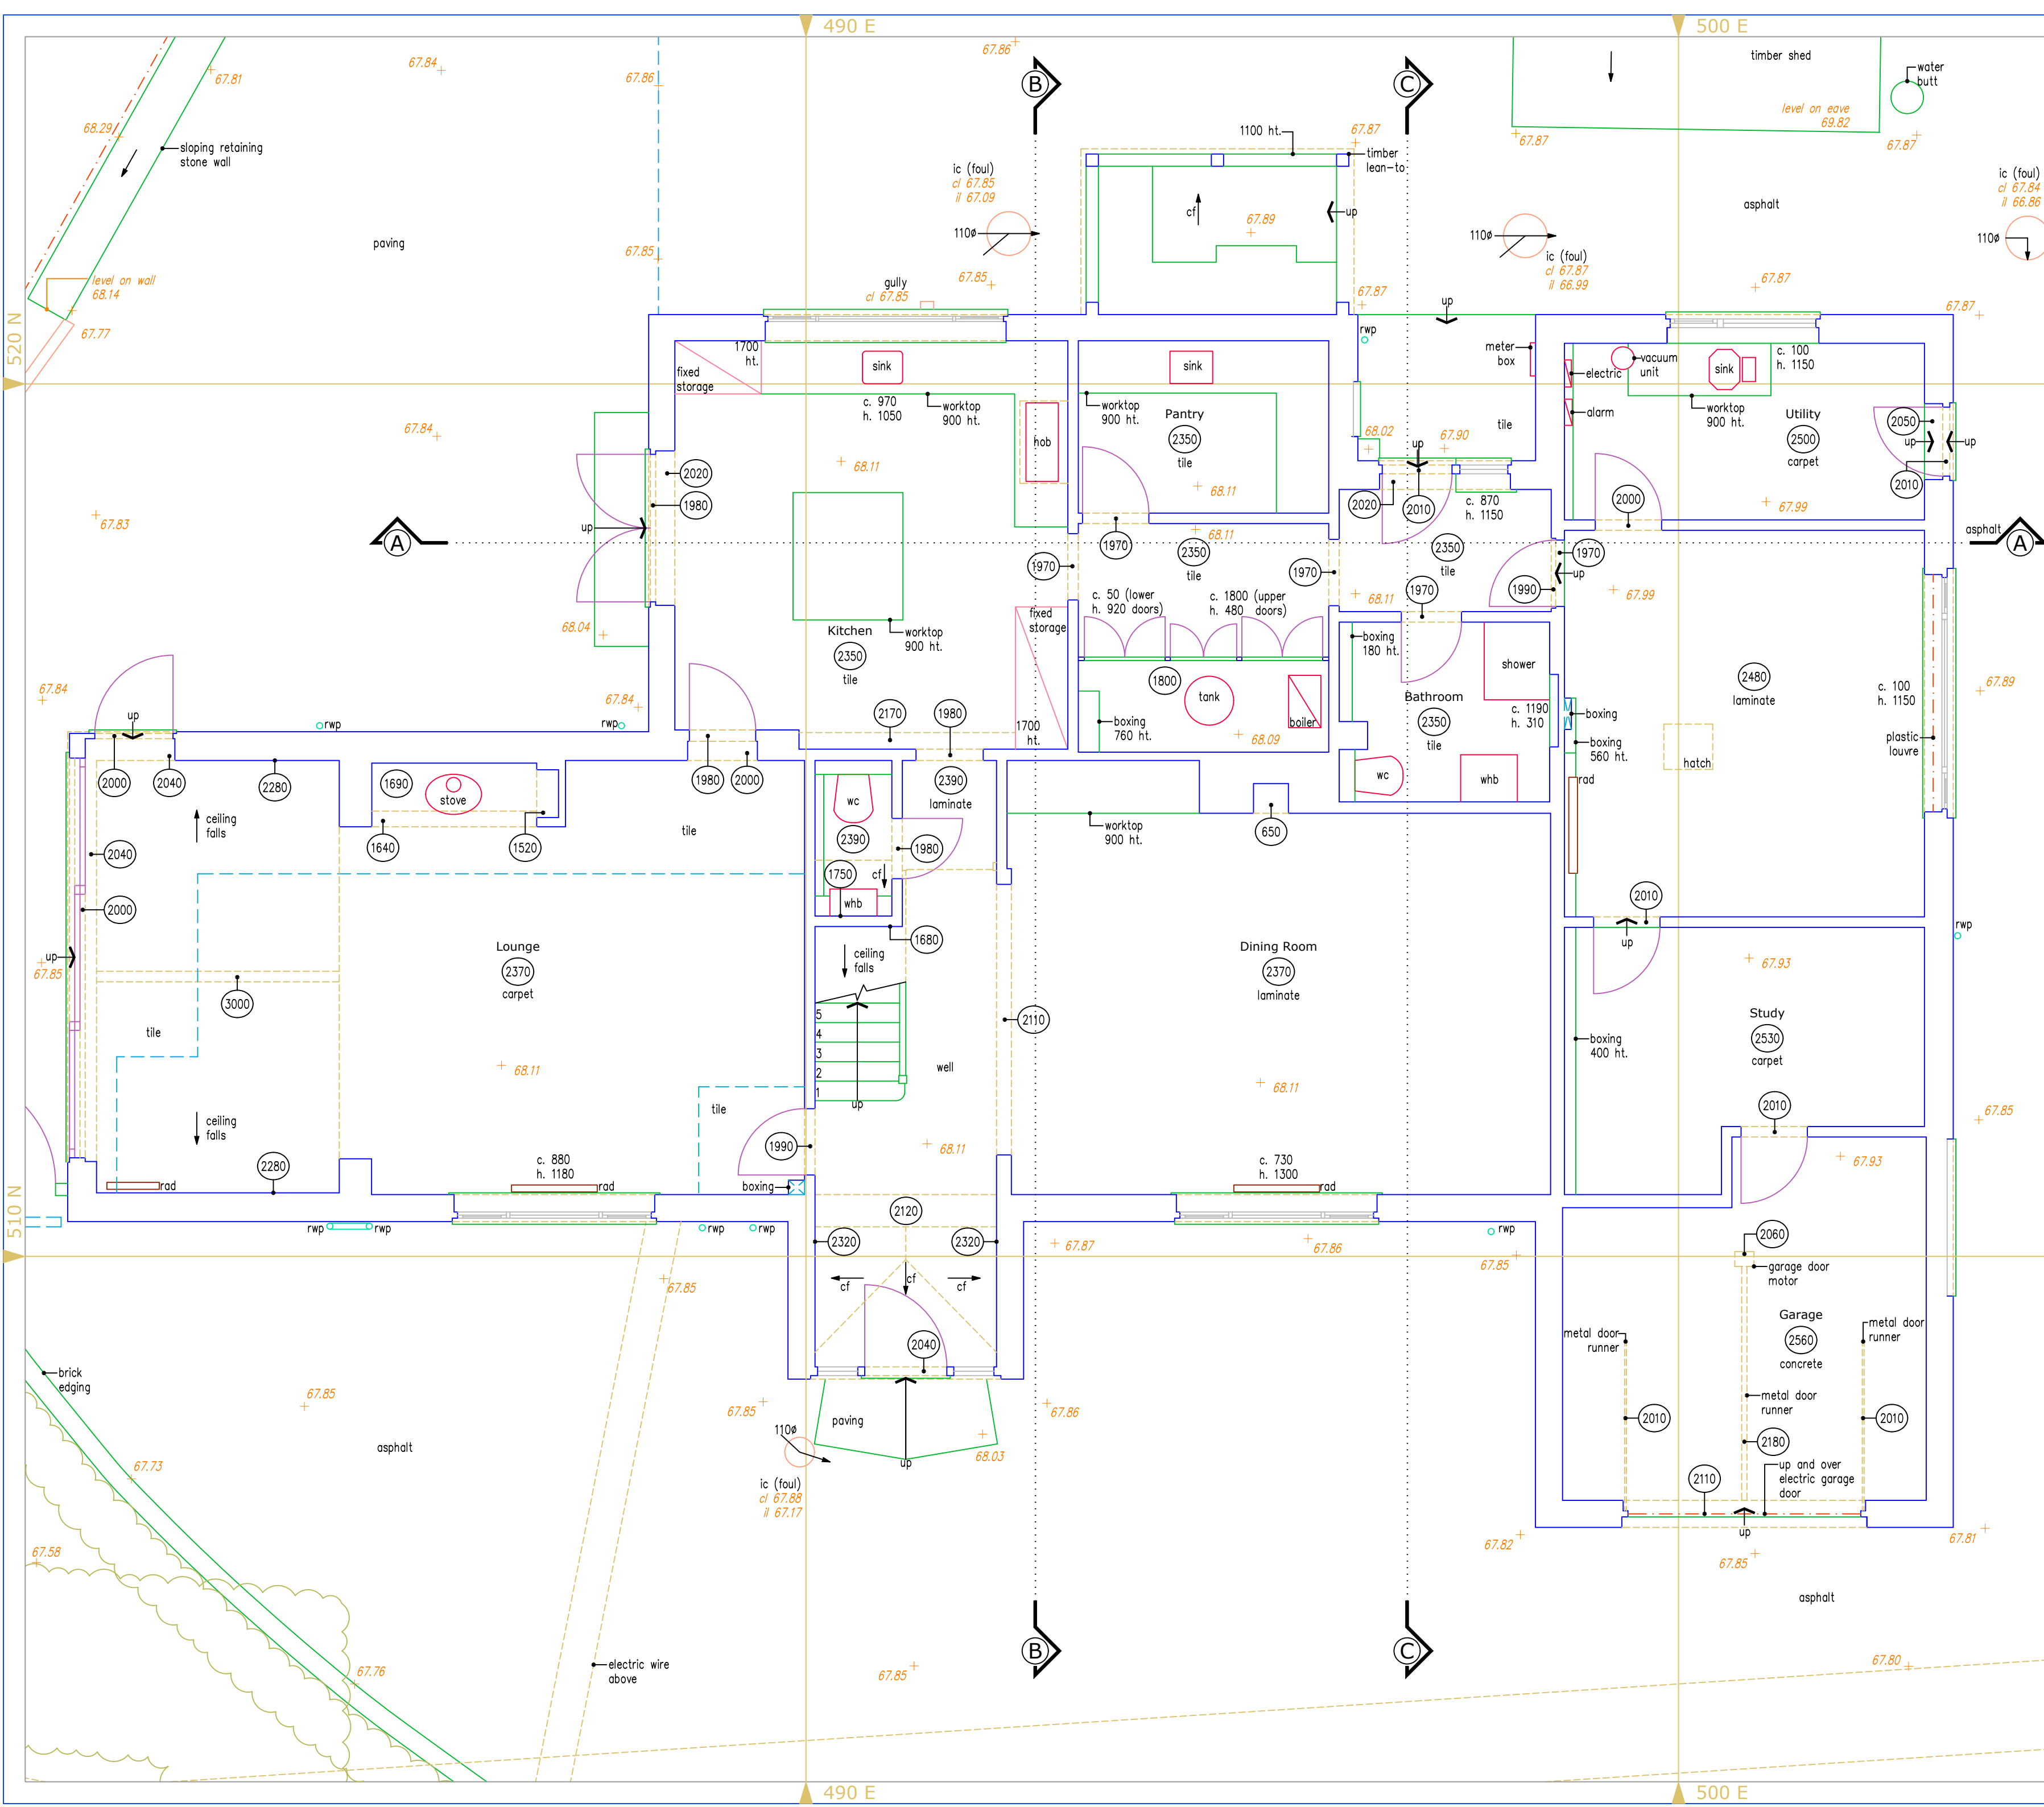 490 E
500 E
67.81
67.84
67.86
67.86
B
C
timber shed
water
butt
level on eave
69.82
68.29
sloping retaining
stone wall
1100 ht.
67.87
timber
lean-to
67.87
67.87
ic (foul)
cl 67.85
il 67.09
ic (foul)
cl 67.84
il 66.86
paving
67.85
110ø
cf
67.89
up
110ø
asphalt
110ø
ic (foul)
cl 67.87
il 66.99
level on wall
68.14
67.77
gully
cl 67.85
67.85
67.87
67.87
67.87
up
520 N
rwp
1700
ht.
fixed
storage
sink
sink
meter
box
electric
vacuum
unit
sink
c. 100
h. 1150
c. 970
h. 1050
worktop
900 ht.
hob
worktop
900 ht.
Pantry
2350
tile
68.02
67.90
tile
alarm
worktop
900 ht.
Utility
2500
carpet
2050
up
up
2010
67.84
68.11
2020
1980
68.11
up
2020
2010
c. 870
h. 1150
2000
67.99
67.83
A
up
1970
68.11
2350
tile
1970
1970
2350
tile
1970
1990
up
asphalt
A
1970
68.11
67.99
c. 50 (lower
h. 920 doors)
c. 1800 (upper
h. 480 doors)
fixed
storage
68.04
Kitchen
2350
tile
worktop
900 ht.
boxing
180 ht.
shower
1800
tank
boiler
boxing
760 ht.
68.09
Bathroom
2350
tile
c. 1190
h. 310
boxing
boxing
560 ht.
2480
laminate
c. 100
h. 1150
67.89
plastic
louvre
hatch
67.84
67.84
up
rwp
rwp
2170
1980
1700
ht.
2000
2040
2280
1690
stove
1980
2000
wc
2390
laminate
wc
whb
rad
ceiling
falls
tile
1640
1520
2390
1980
worktop
900 ht.
650
2040
2000
1750
cf
whb
2010
up
rwp
up
67.85
Lounge
2370
carpet
1680
ceiling
falls
Dining Room
2370
laminate
67.93
3000
tile
5
4
3
2
1
up
2110
well
Study
2530
carpet
boxing
400 ht.
68.11
68.11
tile
ceiling
falls
1990
68.11
2010
67.85
67.93
2280
rad
c. 880
h. 1180
boxing
c. 730
h. 1300
rad
510 N
rwp
rwp
rwp
rwp
2120
2320
2320
67.87
67.86
rwp
67.85
2060
garage door
motor
67.85
cf
cf
cf
Garage
2560
concrete
metal door
runner
metal door
runner
2040
brick
edging
67.85
67.85
paving
67.86
metal door
runner
2010
2010
110ø
asphalt
67.73
up
68.03
2180
up and over
electric garage
door
2110
ic (foul)
cl 67.88
il 67.17
up
67.58
67.82
67.85
67.81
asphalt
B
C
67.76
electric wire
above
67.85
67.80
490 E
500 E